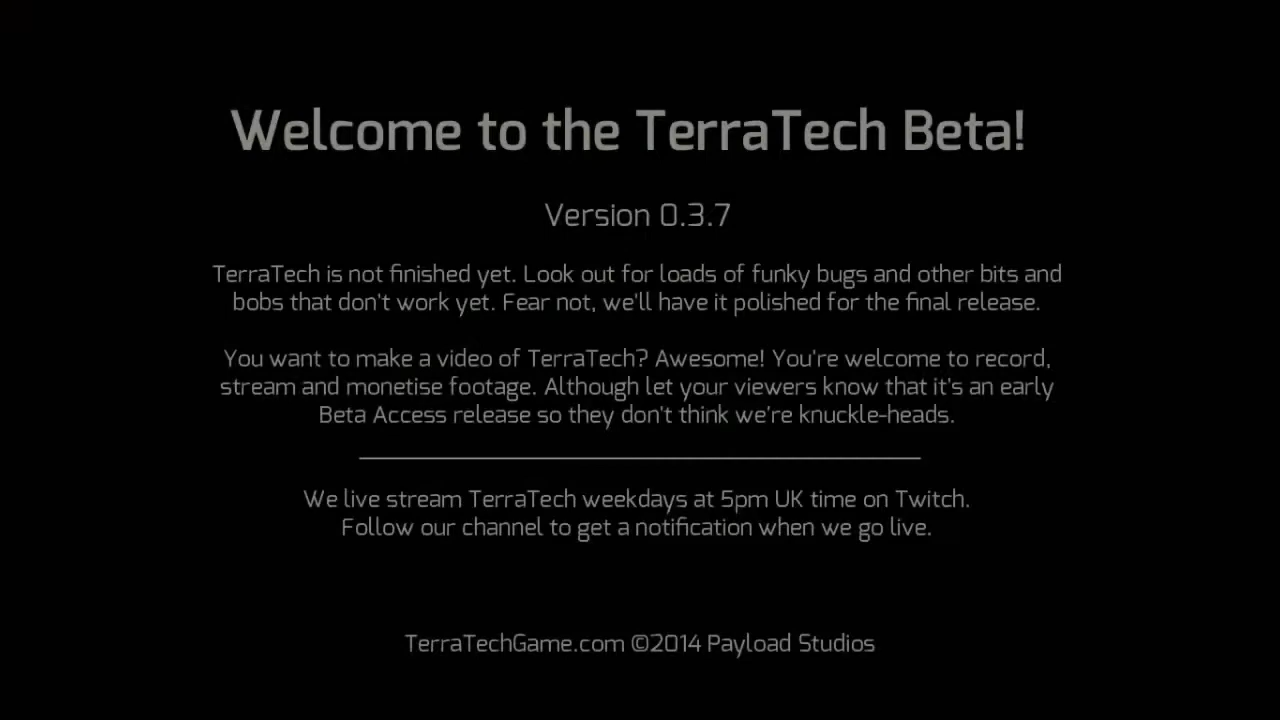 Welcome to the TerraTech Beta!
Version 0.3.7
TerraTech is not finished yet. Look out for loads of funky bugs and other bits and
bobs that don't work yet. Fear not, we'll have it polished for the final release.
You want to make a video of TerraTech? Awesome! You're welcome to record,
stream and monetise footage. Although let your viewers know that it's an early
Beta Access release so they don't think we're knuckle-heads.
We live stream TerraTech weekdays at 5pm UK time on Twitch.
Follow our channel to get a notification when we go live.
TerraTechGame.com ©2014 Payload Studios